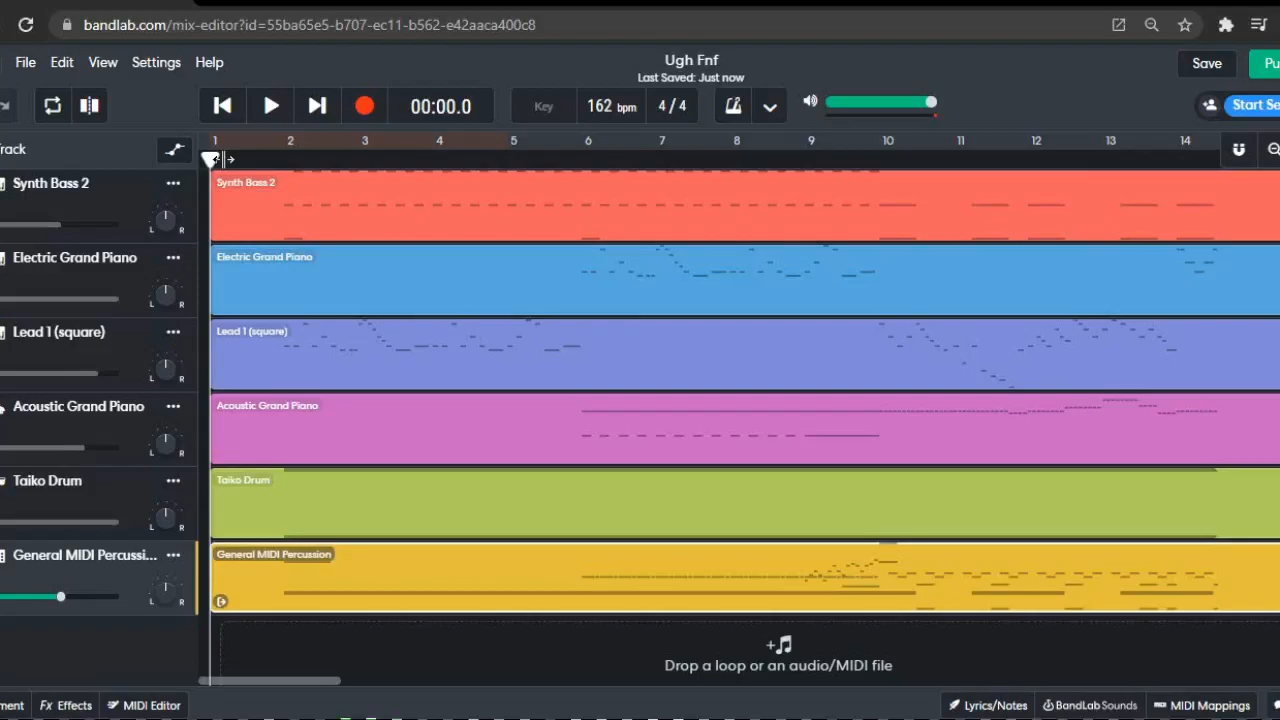 bandlab.com/mix-editor?id=55ba65e5-b707-ec11-b562-e42aaca400c8
File Edit View Settings Help
Ugh Fnf
Last Saved: Just now
Save
Pu
00:00.0
Key
162 bpm
4 / 4
Start Se
rack
1 2 3 4 5 6 7 8 9 10 11 12 13 14
Synth Bass 2
L R
Synth Bass 2
Electric Grand Piano
L R
Electric Grand Piano
Lead 1 (square)
L R
Lead 1 (square)
Acoustic Grand Piano
L R
Acoustic Grand Piano
Taiko Drum
L R
Taiko Drum
General MIDI Percussi...
L R
General MIDI Percussion
Drop a loop or an audio/MIDI file
ment
Fx Effects
MIDI Editor
Lyrics/Notes
BandLab Sounds
MIDI Mappings